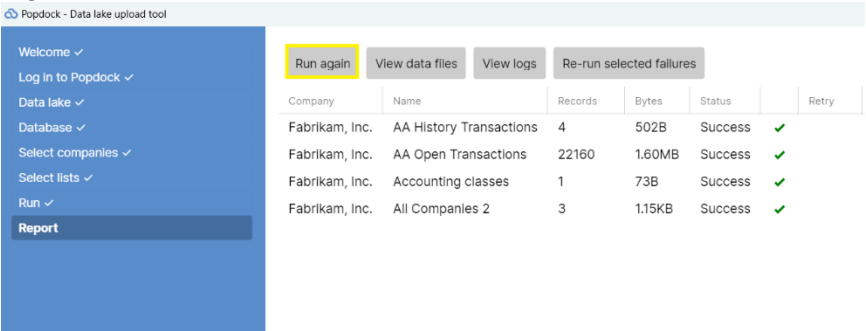 Popdock - Data lake upload tool
Welcome ✓
Log in to Popdock ✓
Data lake ✓
Database ✓
Select companies ✓
Select lists ✓
Run ✓
Report
Run again View data files View logs Re-run selected failures
Company Name Records Bytes Status Retry
Fabrikam, Inc. AA History Transactions 4 502B Success ✓
Fabrikam, Inc. AA Open Transactions 22160 1.60MB Success ✓
Fabrikam, Inc. Accounting classes 1 73B Success ✓
Fabrikam, Inc. All Companies 2 3 1.15KB Success ✓